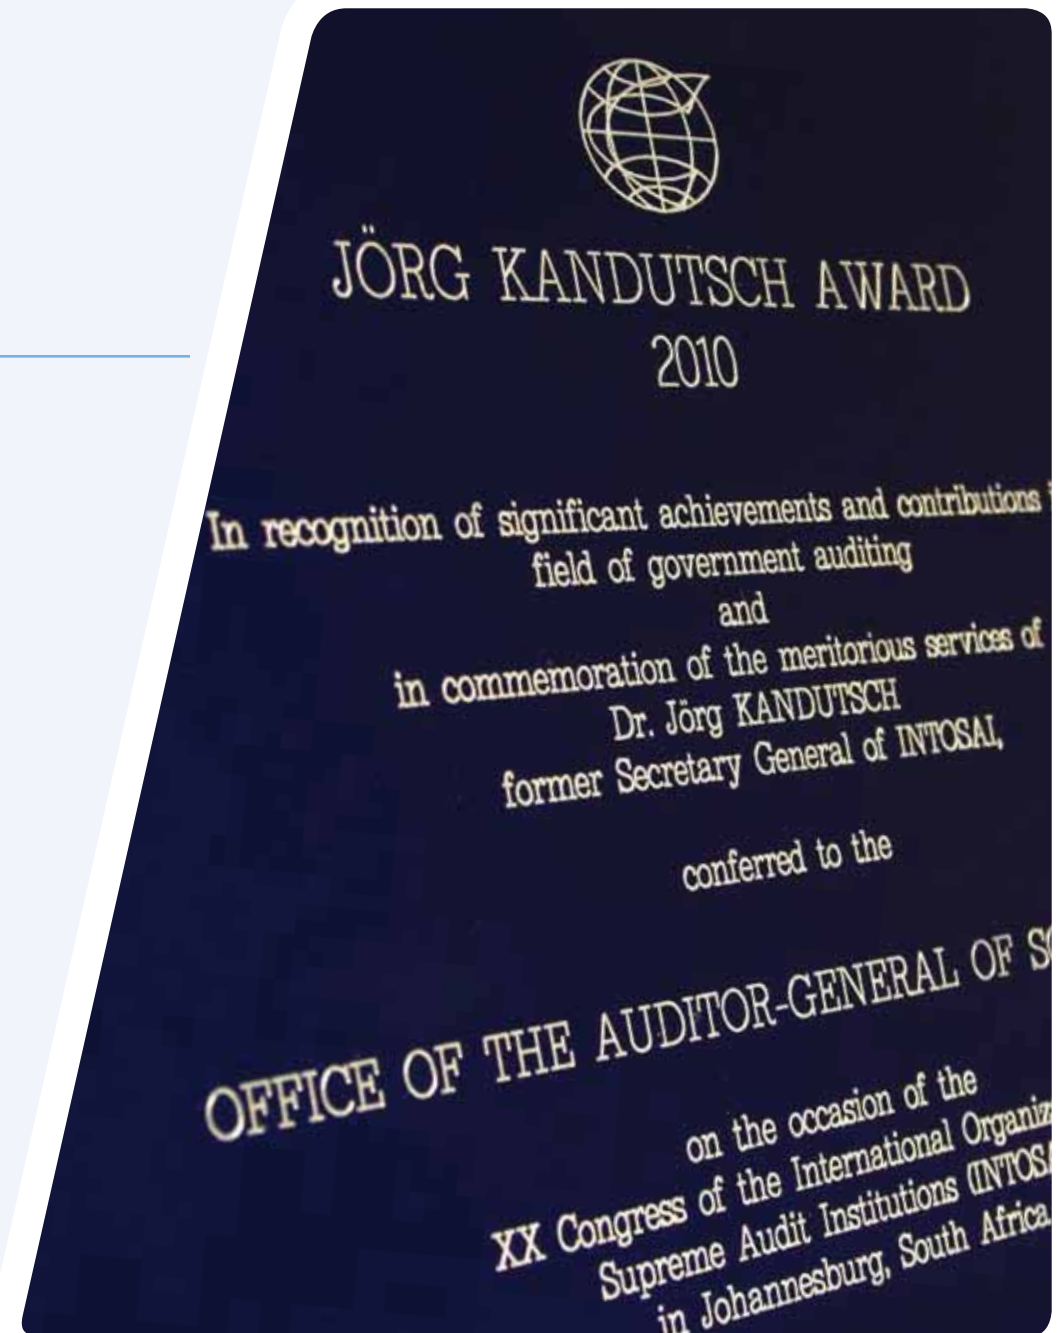 JÖRG KANDUTSCH AWARD
2010
In recognition of significant achievements and contributions
field of government auditing
and
in commemoration of the meritorious services of
Dr. Jörg KANDUTSCH
former Secretary General of INTOSAI,
conferred to the
OFFICE OF THE AUDITOR-GENERAL OF
on the occasion of the
XX Congress of the International
Supreme Audit Institutions
in Johannesburg, South Africa